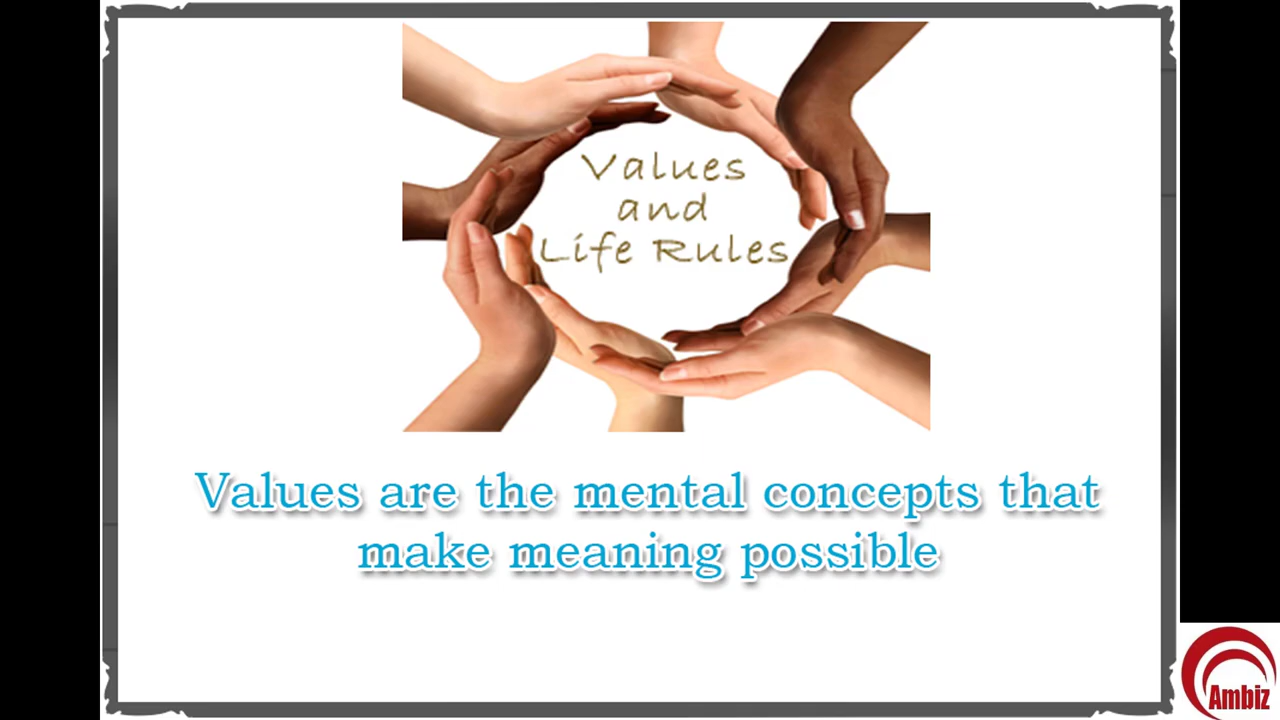 Values
and
Life Rules
Values are the mental concepts that
make meaning possible
Ambiz